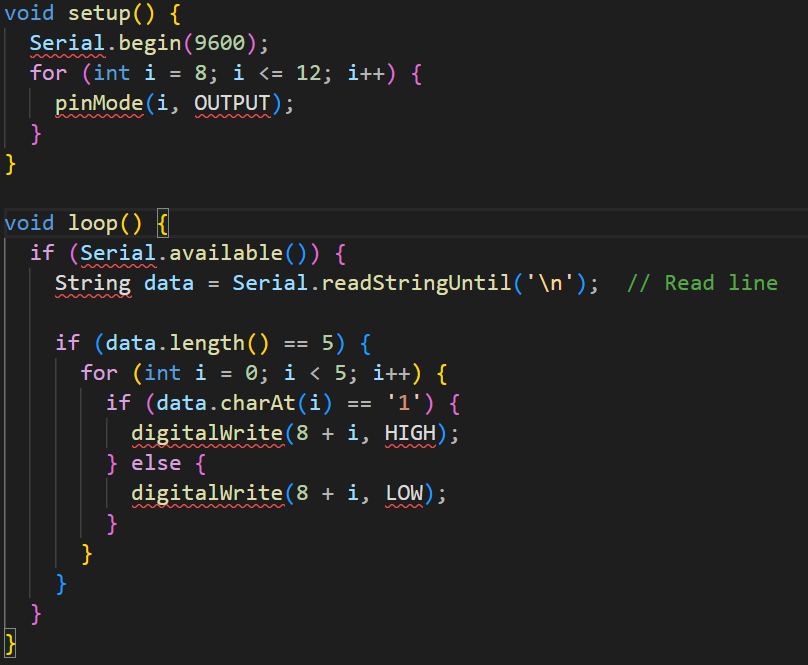 void setup() {
  Serial.begin(9600);
  for (int i = 8; i <= 12; i++) {
    pinMode(i, OUTPUT);
  }
}

void loop() {
  if (Serial.available()) {
    String data = Serial.readStringUntil('\n');  // Read line

    if (data.length() == 5) {
      for (int i = 0; i < 5; i++) {
        if (data.charAt(i) == '1') {
          digitalWrite(8 + i, HIGH);
        } else {
          digitalWrite(8 + i, LOW);
        }
      }
    }
  }
}